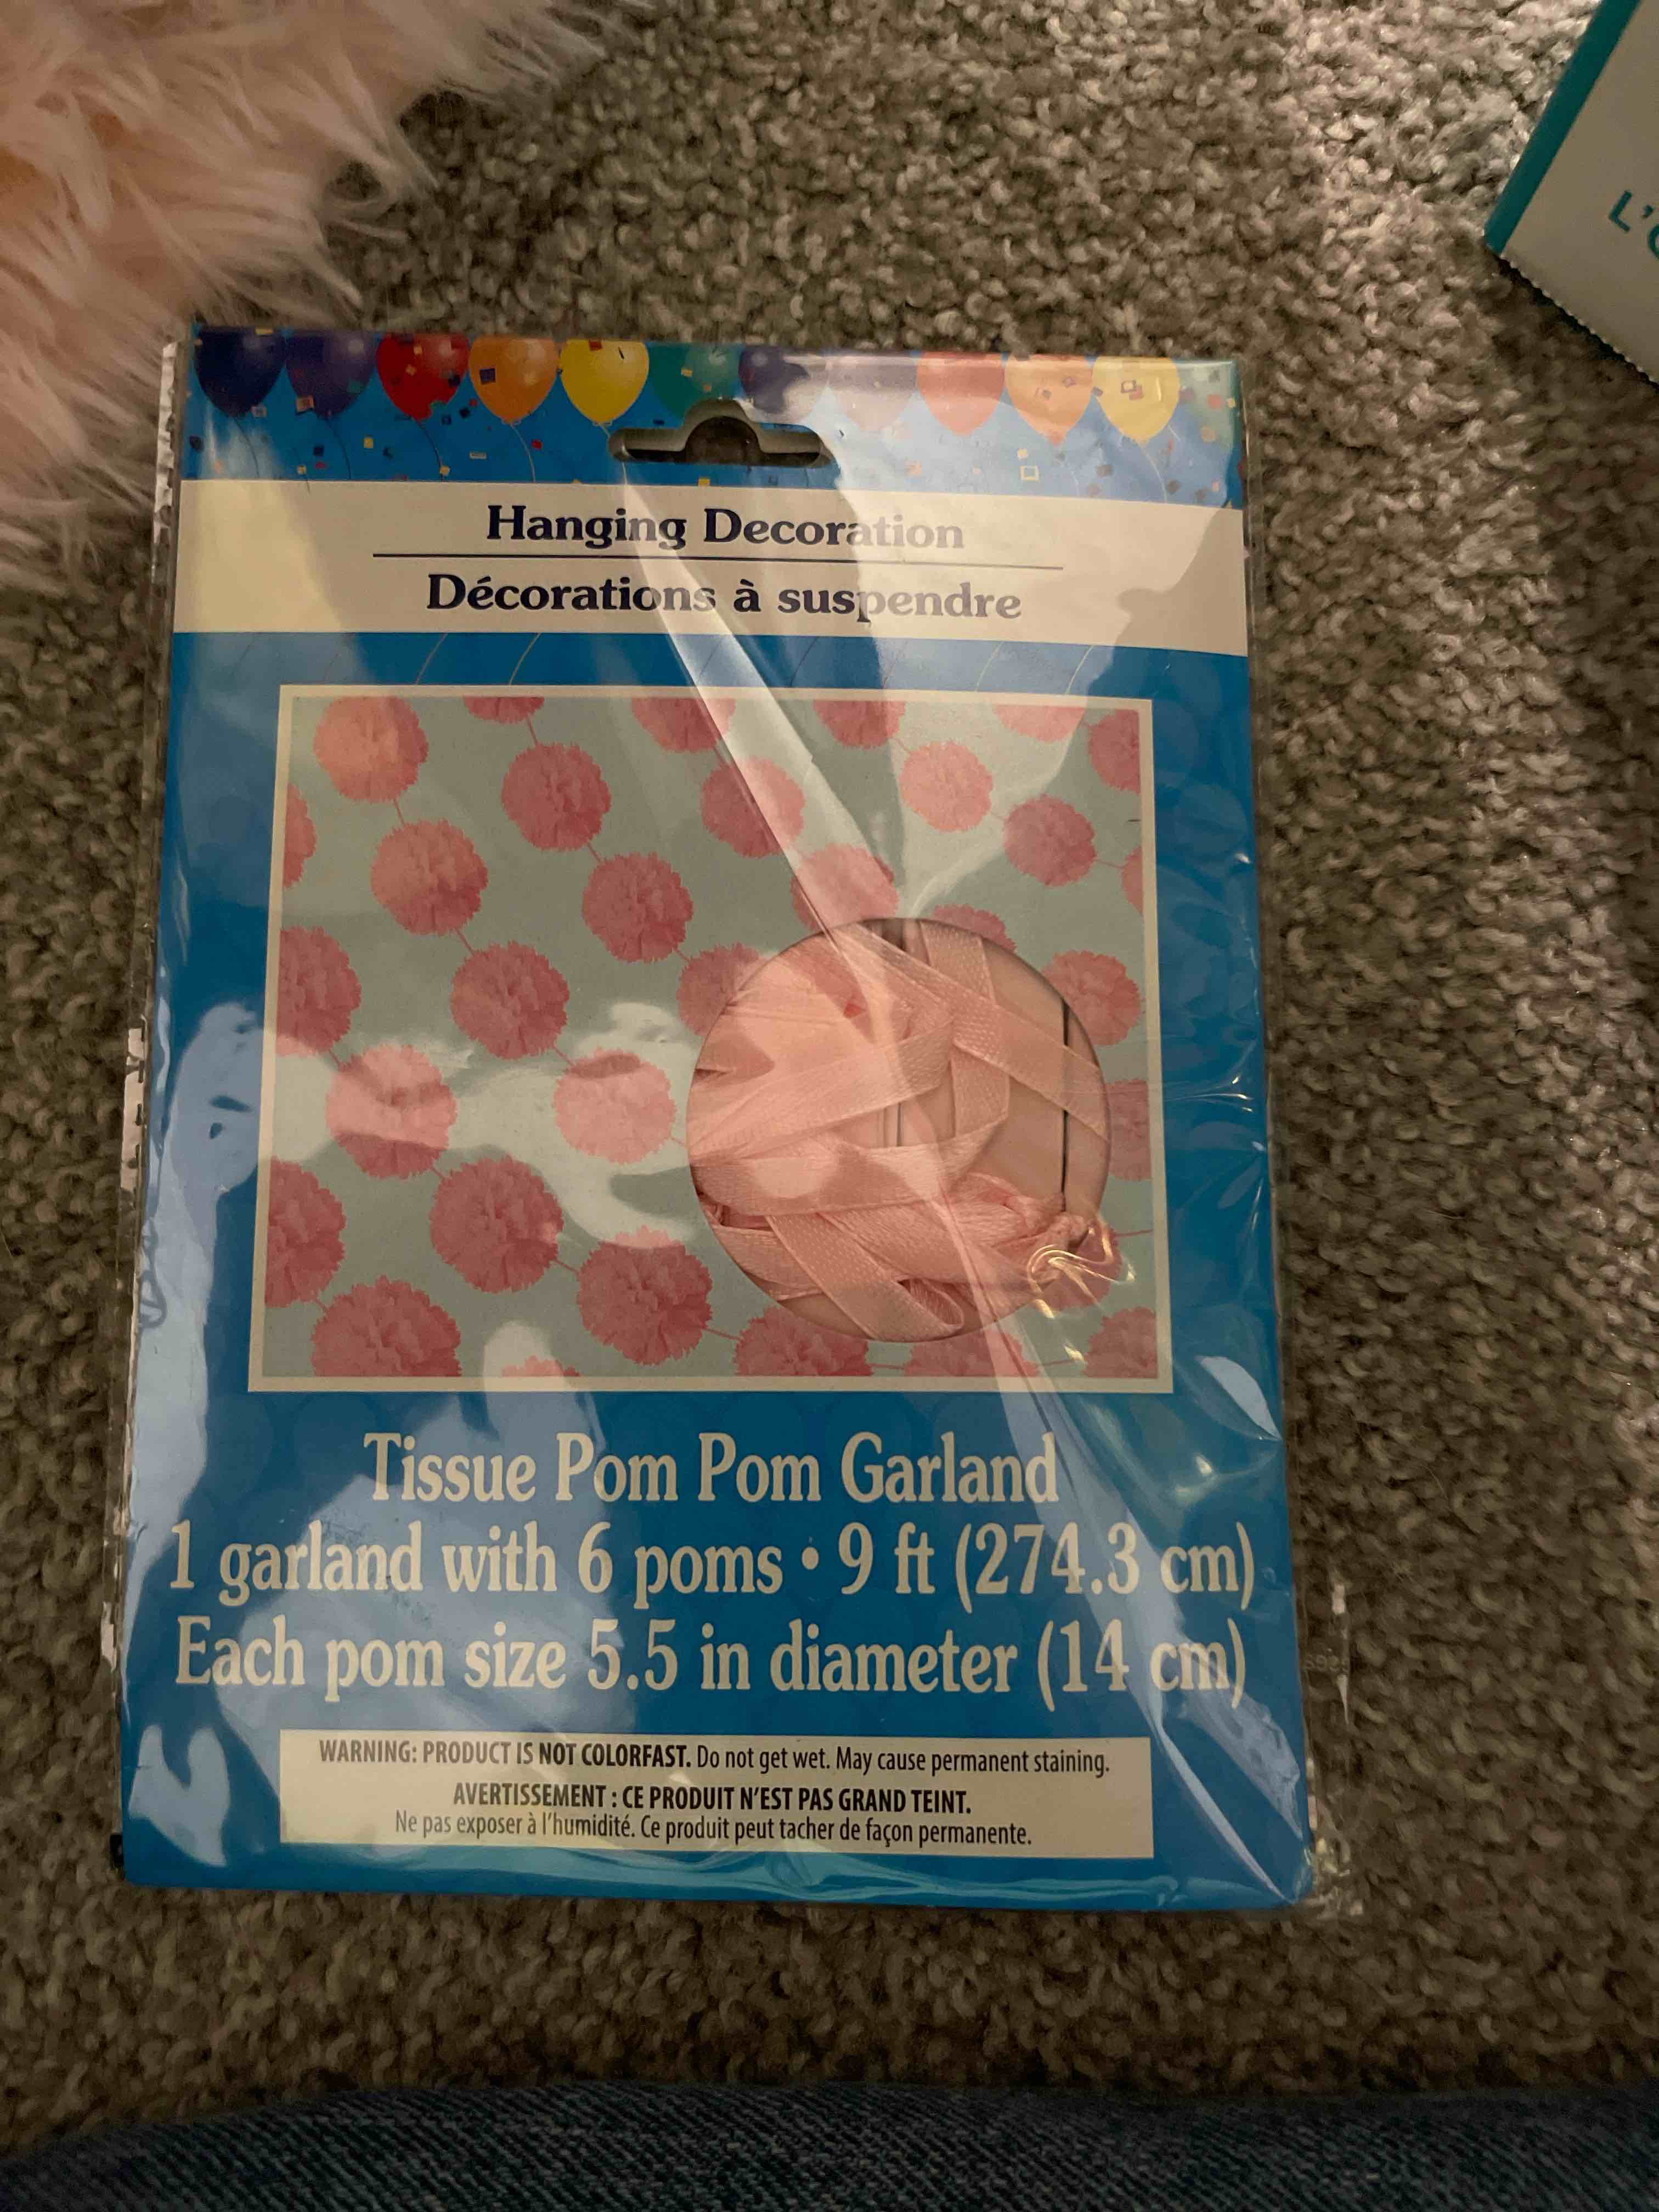 Hanging Decoration
Décorations à suspendre
Tissue Pom Pom Garland
1 garland with 6 poms • 9 ft (274.3 cm)
Each pom size 5.5 in diameter (14 cm)
WARNING: PRODUCT IS NOT COLORFAST. Do not get wet. May cause permanent staining.
AVERTISSEMENT : CE PRODUIT N'EST PAS GRAND TEINT.
Ne pas exposer à l'humidité. Ce produit peut tacher de façon permanente.